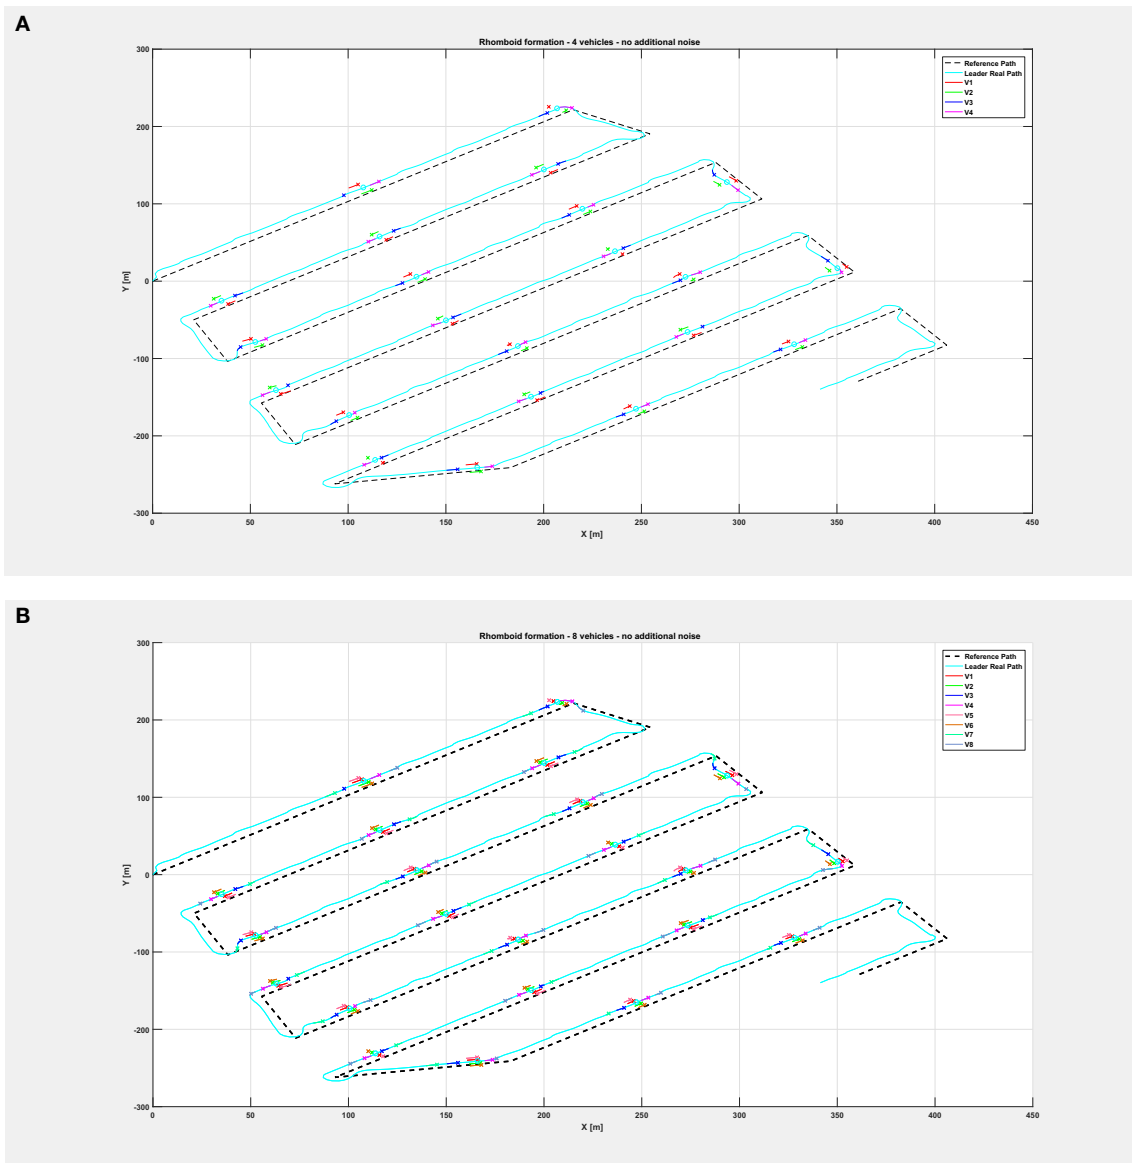 A
Rhomboid formation - 4 vehicles - no additional noise
300
200
100
0
-100
-200
-300
Y [m]
0 50 100 150 200 250 300 350 400 450
X [m]
Reference Path
Leader Real Path
V1
V2
V3
V4
B
Rhomboid formation - 8 vehicles - no additional noise
300
200
100
0
-100
-200
-300
Y [m]
0 50 100 150 200 250 300 350 400 450
X [m]
Reference Path
Leader Real Path
V1
V2
V3
V4
V5
V6
V7
V8